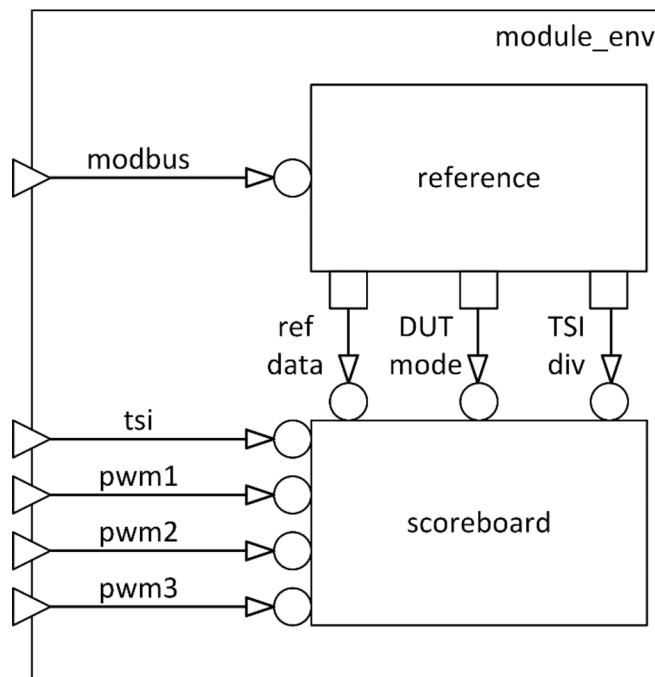 module_env
modbus
reference
ref DUT TSI
data mode div
tsi
pwm1
pwm2
scoreboard
pwm3